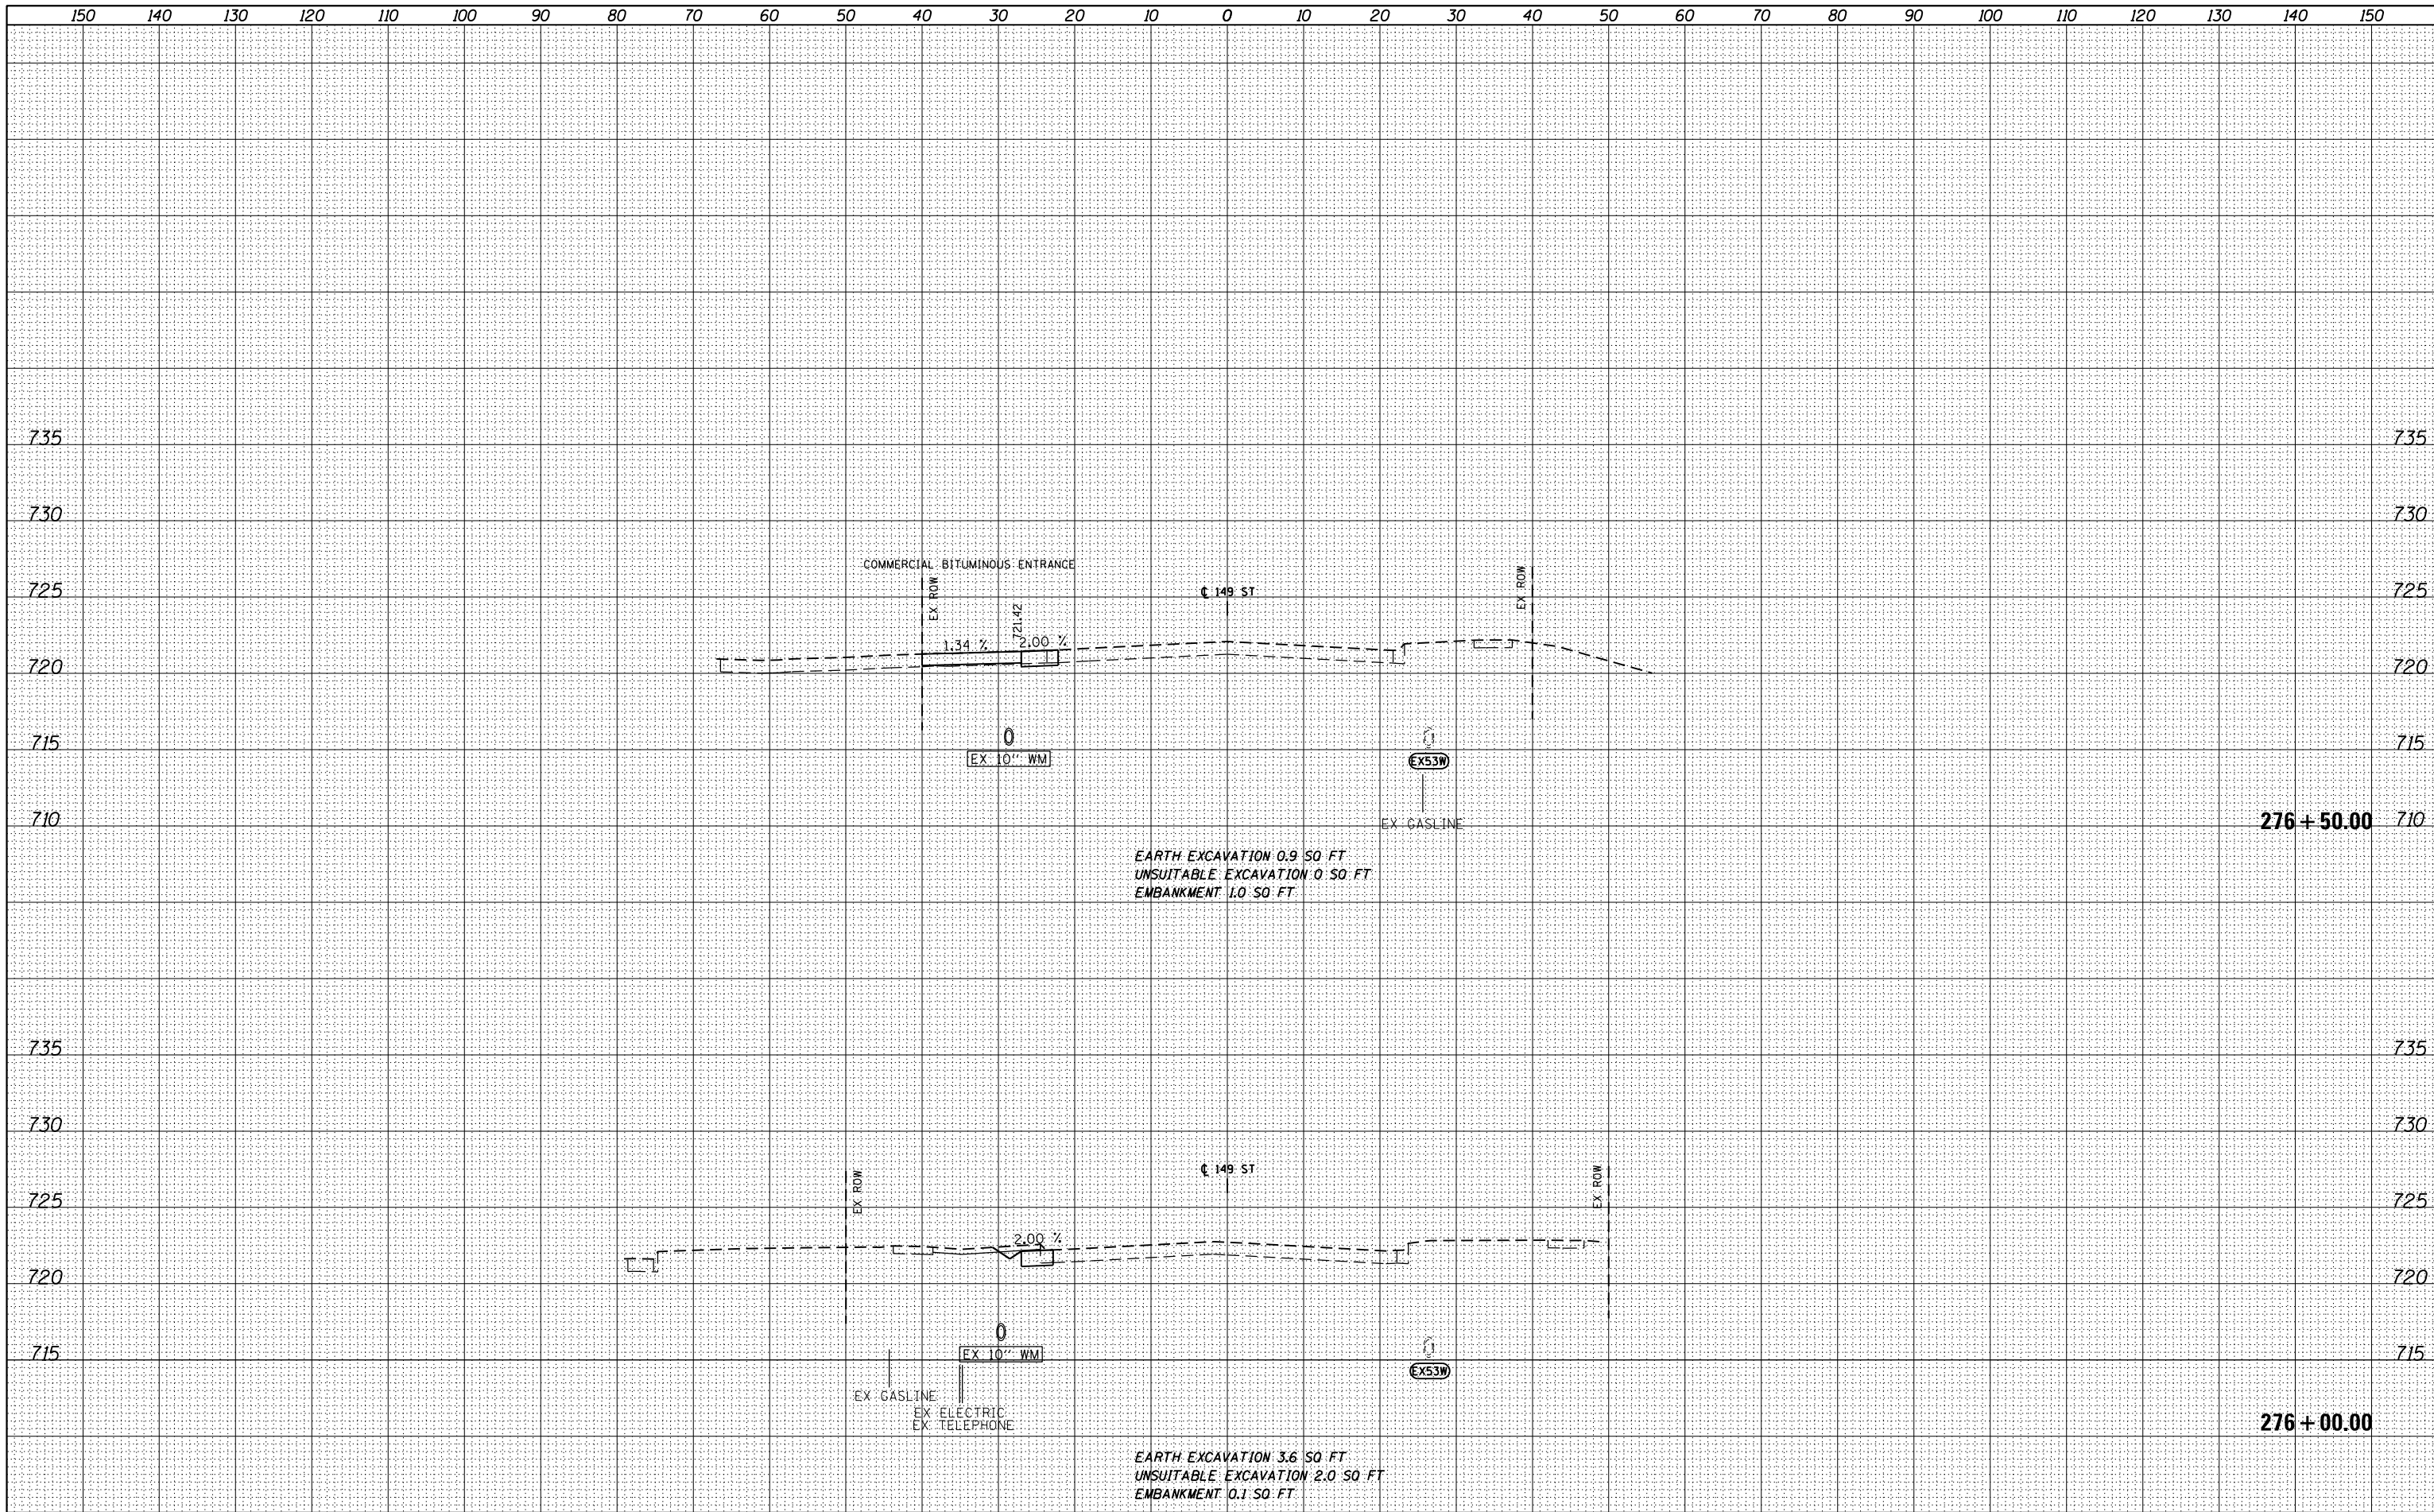 150 140 130 120 110 100 90 80 70 60 50 40 30 20 10 0 10 20 30 40 50 60 70 80 90 100 110 120 130 140 150
735 735
730 730
COMMERCIAL BITUMINOUS ENTRANCE
EX ROW
EX ROW
725 ℄ 149 ST 725
721.42
1.34 % 2.00 %
720 720
715 715
EX 10'' WM
EX53W
EX GASLINE
710 276+50.00 710
EARTH EXCAVATION 0.9 SQ FT
UNSUITABLE EXCAVATION 0 SQ FT
EMBANKMENT 1.0 SQ FT
735 735
730 730
℄ 149 ST
EX ROW
EX ROW
725 725
2.00 %
720 720
715 EX 10'' WM 715
EX53W
EX GASLINE
EX ELECTRIC
EX TELEPHONE
276+00.00
EARTH EXCAVATION 3.6 SQ FT
UNSUITABLE EXCAVATION 2.0 SQ FT
EMBANKMENT 0.1 SQ FT